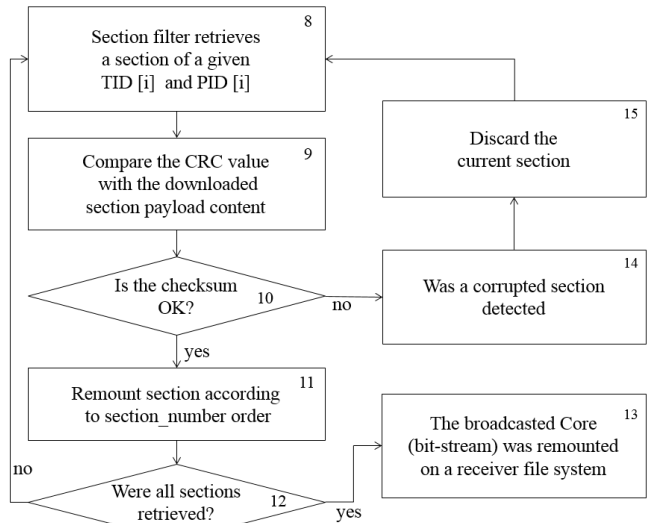 8
Section filter retrieves
a section of a given
TID [i] and PID [i]
9
Compare the CRC value
with the downloaded
section payload content
Is the checksum
OK?
10
no
yes
15
Discard the
current section
14
Was a corrupted section
detected
11
Remount section according
to section_number order
13
The broadcasted Core
(bit-stream) was remounted
on a receiver file system
no
Were all sections
retrieved?
12
yes